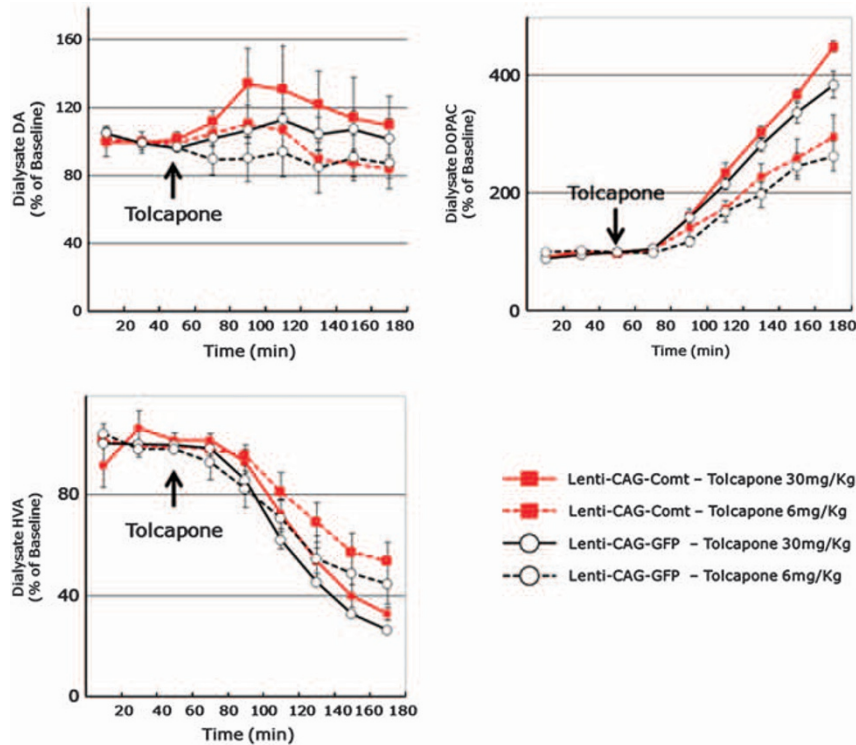 Dialysate DA
(% of Baseline)
160
120
80
40
0
Tolcapone
20 40 60 80 100 120 140 160 180
Time (min)
Dialysate DOPAC
(% of Baseline)
400
200
0
Tolcapone
20 40 60 80 100 120 140 160 180
Time (min)
Dialysate HVA
(% of Baseline)
80
40
0
Tolcapone
20 40 60 80 100 120 140 160 180
Time (min)
Lenti-CAG-Comt – Tolcapone 30mg/Kg
Lenti-CAG-Comt – Tolcapone 6mg/Kg
Lenti-CAG-GFP – Tolcapone 30mg/Kg
Lenti-CAG-GFP – Tolcapone 6mg/Kg